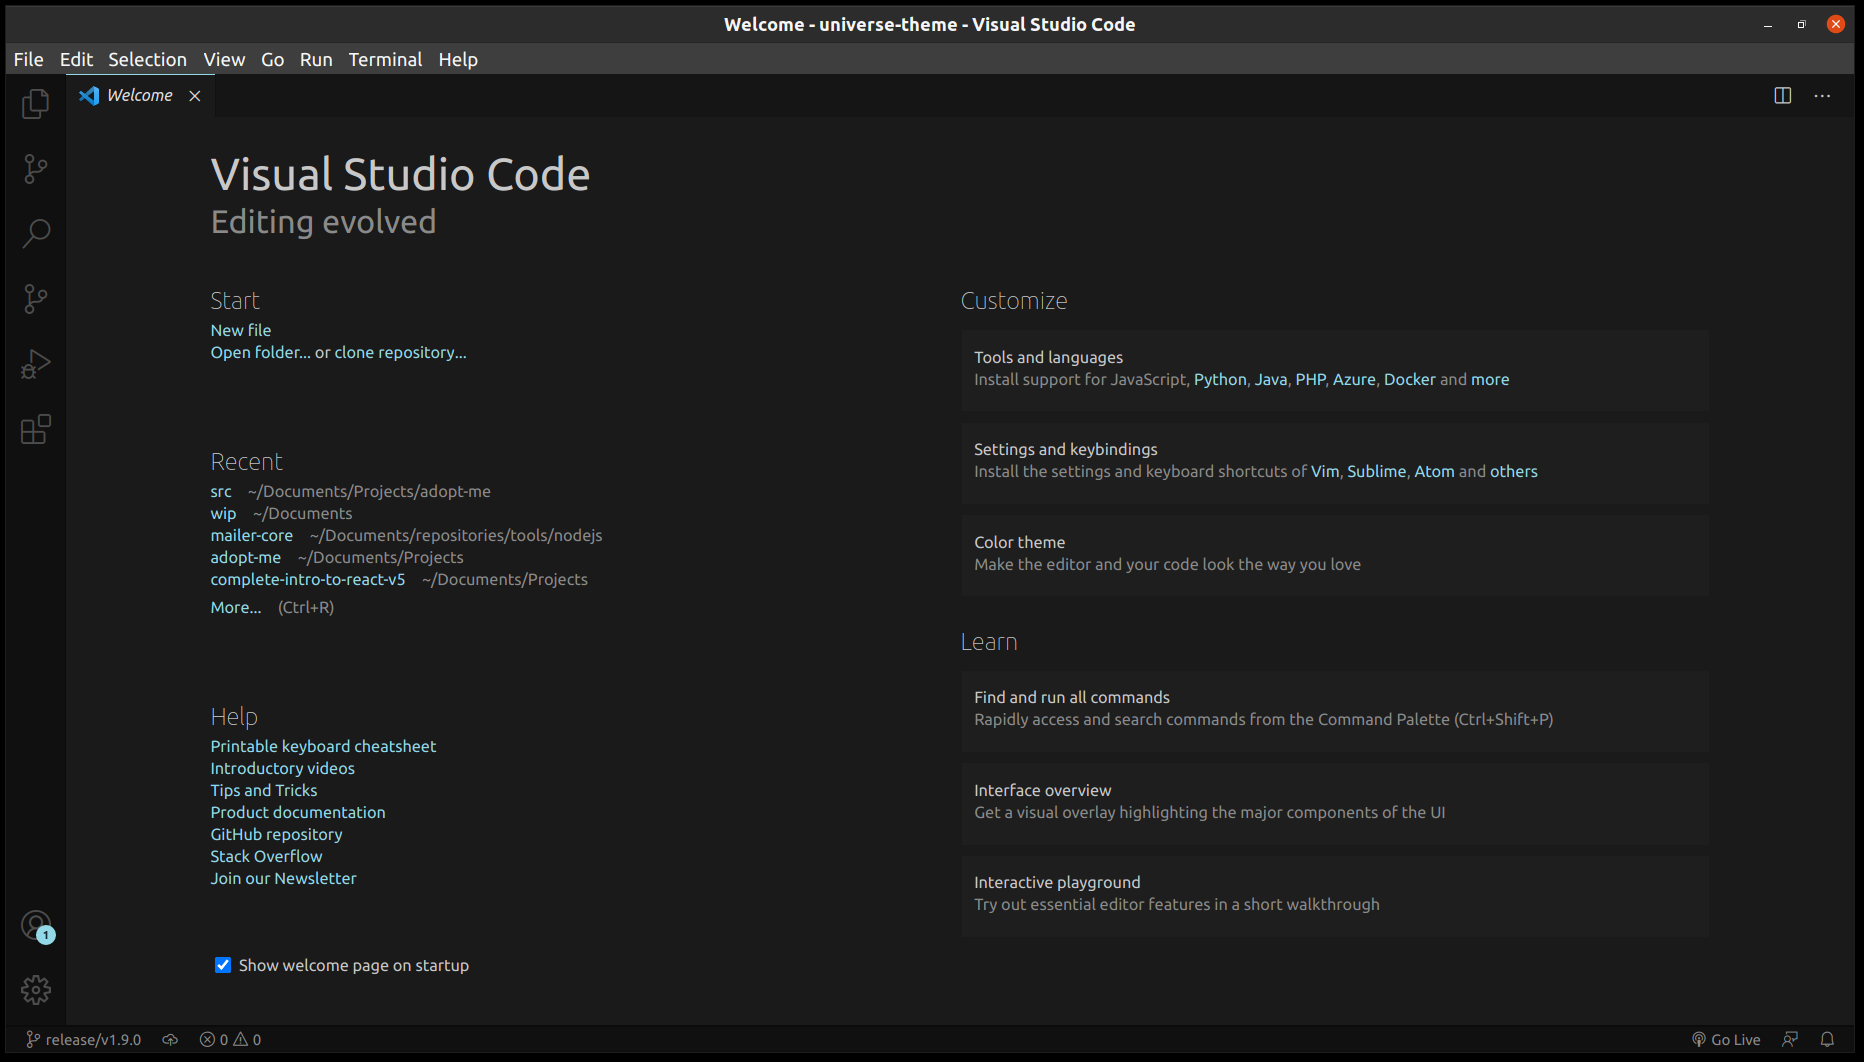 Welcome - universe-theme - Visual Studio Code
File Edit Selection View Go Run Terminal Help
Welcome
Visual Studio Code
Editing evolved
Start
New file
Open folder... or clone repository...
Recent
src ~/Documents/Projects/adopt-me
wip ~/Documents
mailer-core ~/Documents/repositories/tools/nodejs
adopt-me ~/Documents/Projects
complete-intro-to-react-v5 ~/Documents/Projects
More... (Ctrl+R)
Help
Printable keyboard cheatsheet
Introductory videos
Tips and Tricks
Product documentation
GitHub repository
Stack Overflow
Join our Newsletter
Show welcome page on startup
Customize
Tools and languages
Install support for JavaScript, Python, Java, PHP, Azure, Docker and more
Settings and keybindings
Install the settings and keyboard shortcuts of Vim, Sublime, Atom and others
Color theme
Make the editor and your code look the way you love
Learn
Find and run all commands
Rapidly access and search commands from the Command Palette (Ctrl+Shift+P)
Interface overview
Get a visual overlay highlighting the major components of the UI
Interactive playground
Try out essential editor features in a short walkthrough
1
release/v1.9.0 0 0 Go Live